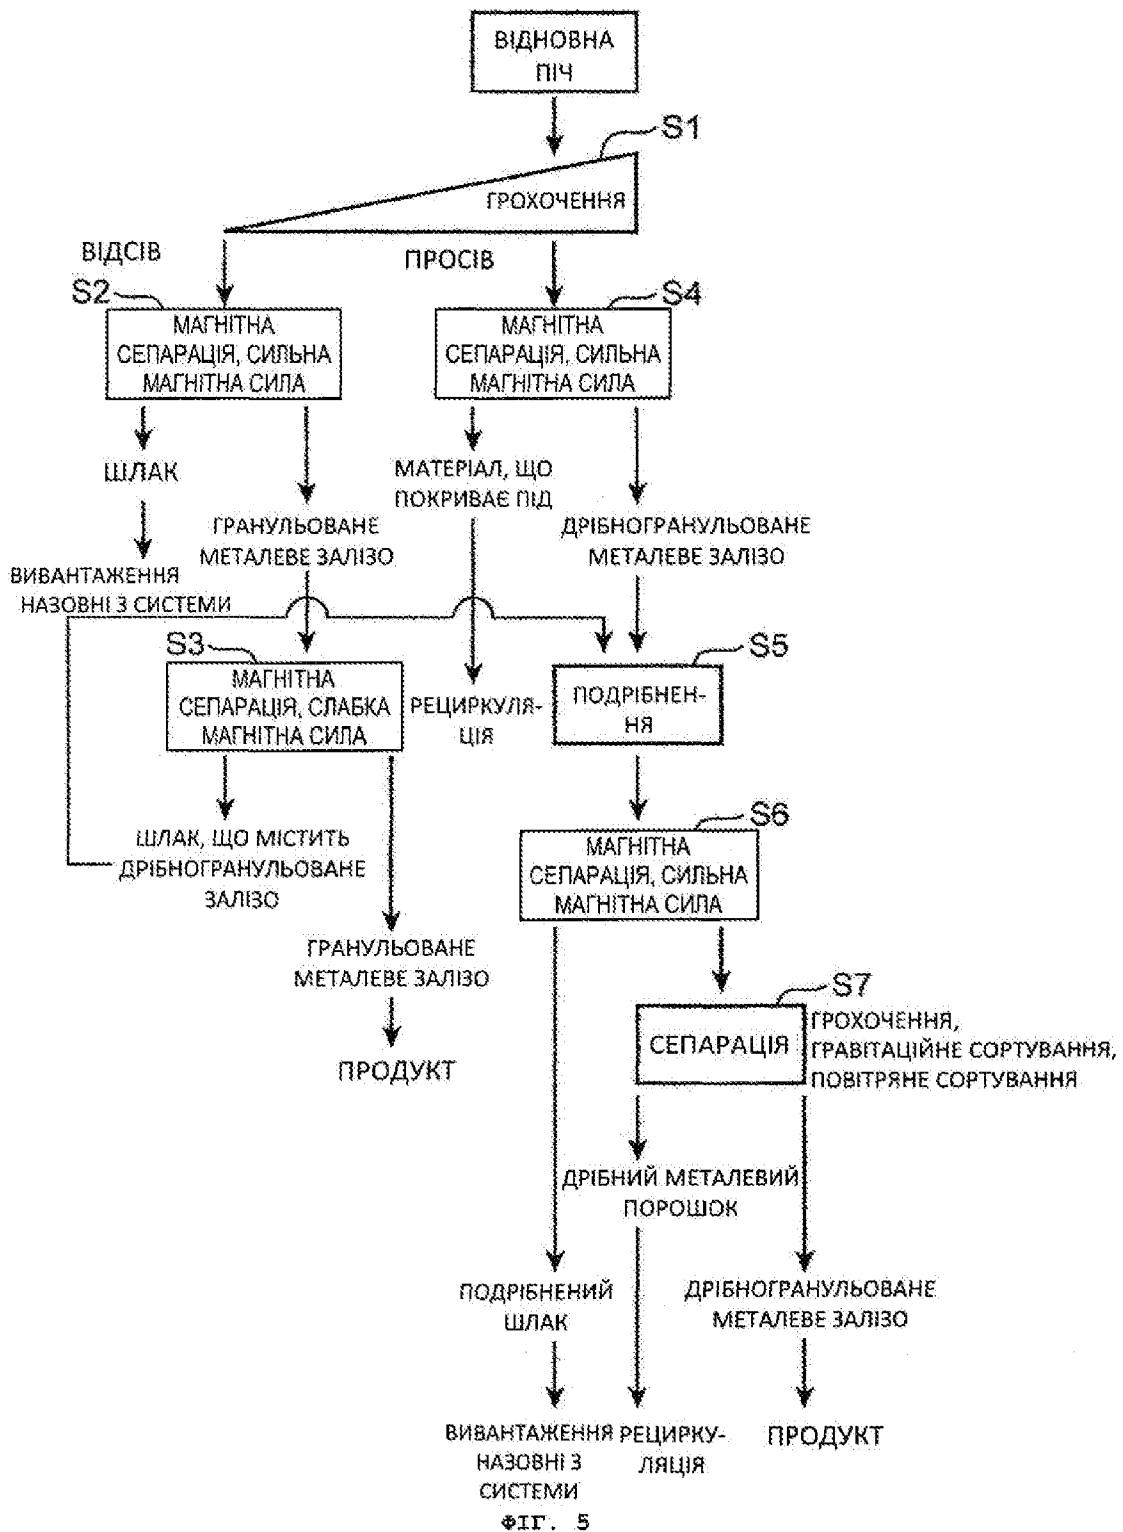 ВІДНОВНА
ПІЧ
S1
ГРОХОЧЕННЯ
ВІДСІВ
ПРОСІВ
S2
МАГНІТНА
СЕПАРАЦІЯ, СИЛЬНА
МАГНІТНА СИЛА
S4
МАГНІТНА
СЕПАРАЦІЯ, СИЛЬНА
МАГНІТНА СИЛА
ШЛАК
МАТЕРІАЛ, ЩО
ПОКРИВАЄ ПІД
ГРАНУЛЬОВАНЕ
МЕТАЛЕВЕ ЗАЛІЗО
ДРІБНОГРАНУЛЬОВАНЕ
МЕТАЛЕВЕ ЗАЛІЗО
ВИВАНТАЖЕННЯ
НАЗОВНІ З СИСТЕМИ
S3
МАГНІТНА
СЕПАРАЦІЯ, СЛАБКА
МАГНІТНА СИЛА
РЕЦИРКУЛЯ-
ЦІЯ
S5
ПОДРІБНЕН-
НЯ
S6
МАГНІТНА
СЕПАРАЦІЯ, СИЛЬНА
МАГНІТНА СИЛА
ШЛАК, ЩО МІСТИТЬ
ДРІБНОГРАНУЛЬОВАНЕ
ЗАЛІЗО
ГРАНУЛЬОВАНЕ
МЕТАЛЕВЕ ЗАЛІЗО
ПРОДУКТ
S7
СЕПАРАЦІЯ
ГРОХОЧЕННЯ,
ГРАВІТАЦІЙНЕ СОРТУВАННЯ,
ПОВІТРЯНЕ СОРТУВАННЯ
ДРІБНИЙ МЕТАЛЕВИЙ
ПОРОШОК
ПОДРІБНЕНИЙ
ШЛАК
ДРІБНОГРАНУЛЬОВАНЕ
МЕТАЛЕВЕ ЗАЛІЗО
ВИВАНТАЖЕННЯ
НАЗОВНІ З
СИСТЕМИ
РЕЦИРКУ-
ЛЯЦІЯ
ПРОДУКТ
ФІГ. 5